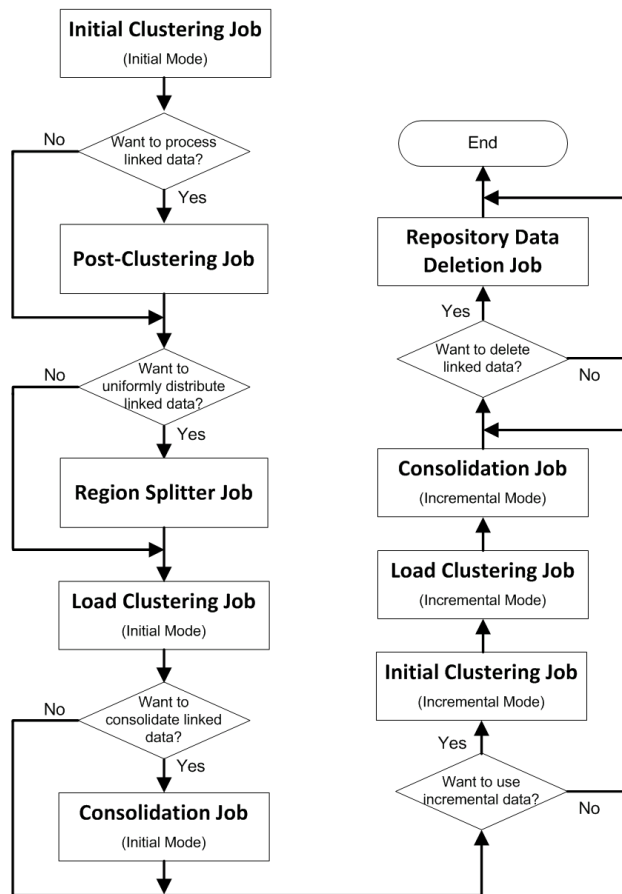 Initial Clustering Job
(Initial Mode)
No
Want to process
linked data?
Yes
Post-Clustering Job
No
Want to
uniformly distribute
linked data?
Yes
Region Splitter Job
Load Clustering Job
(Initial Mode)
No
Want to
consolidate linked
data?
Yes
Consolidation Job
(Initial Mode)
End
Repository Data
Deletion Job
Yes
Want to delete
linked data?
No
Consolidation Job
(Incremental Mode)
Load Clustering Job
(Incremental Mode)
Initial Clustering Job
(Incremental Mode)
Yes
Want to use
incremental data?
No